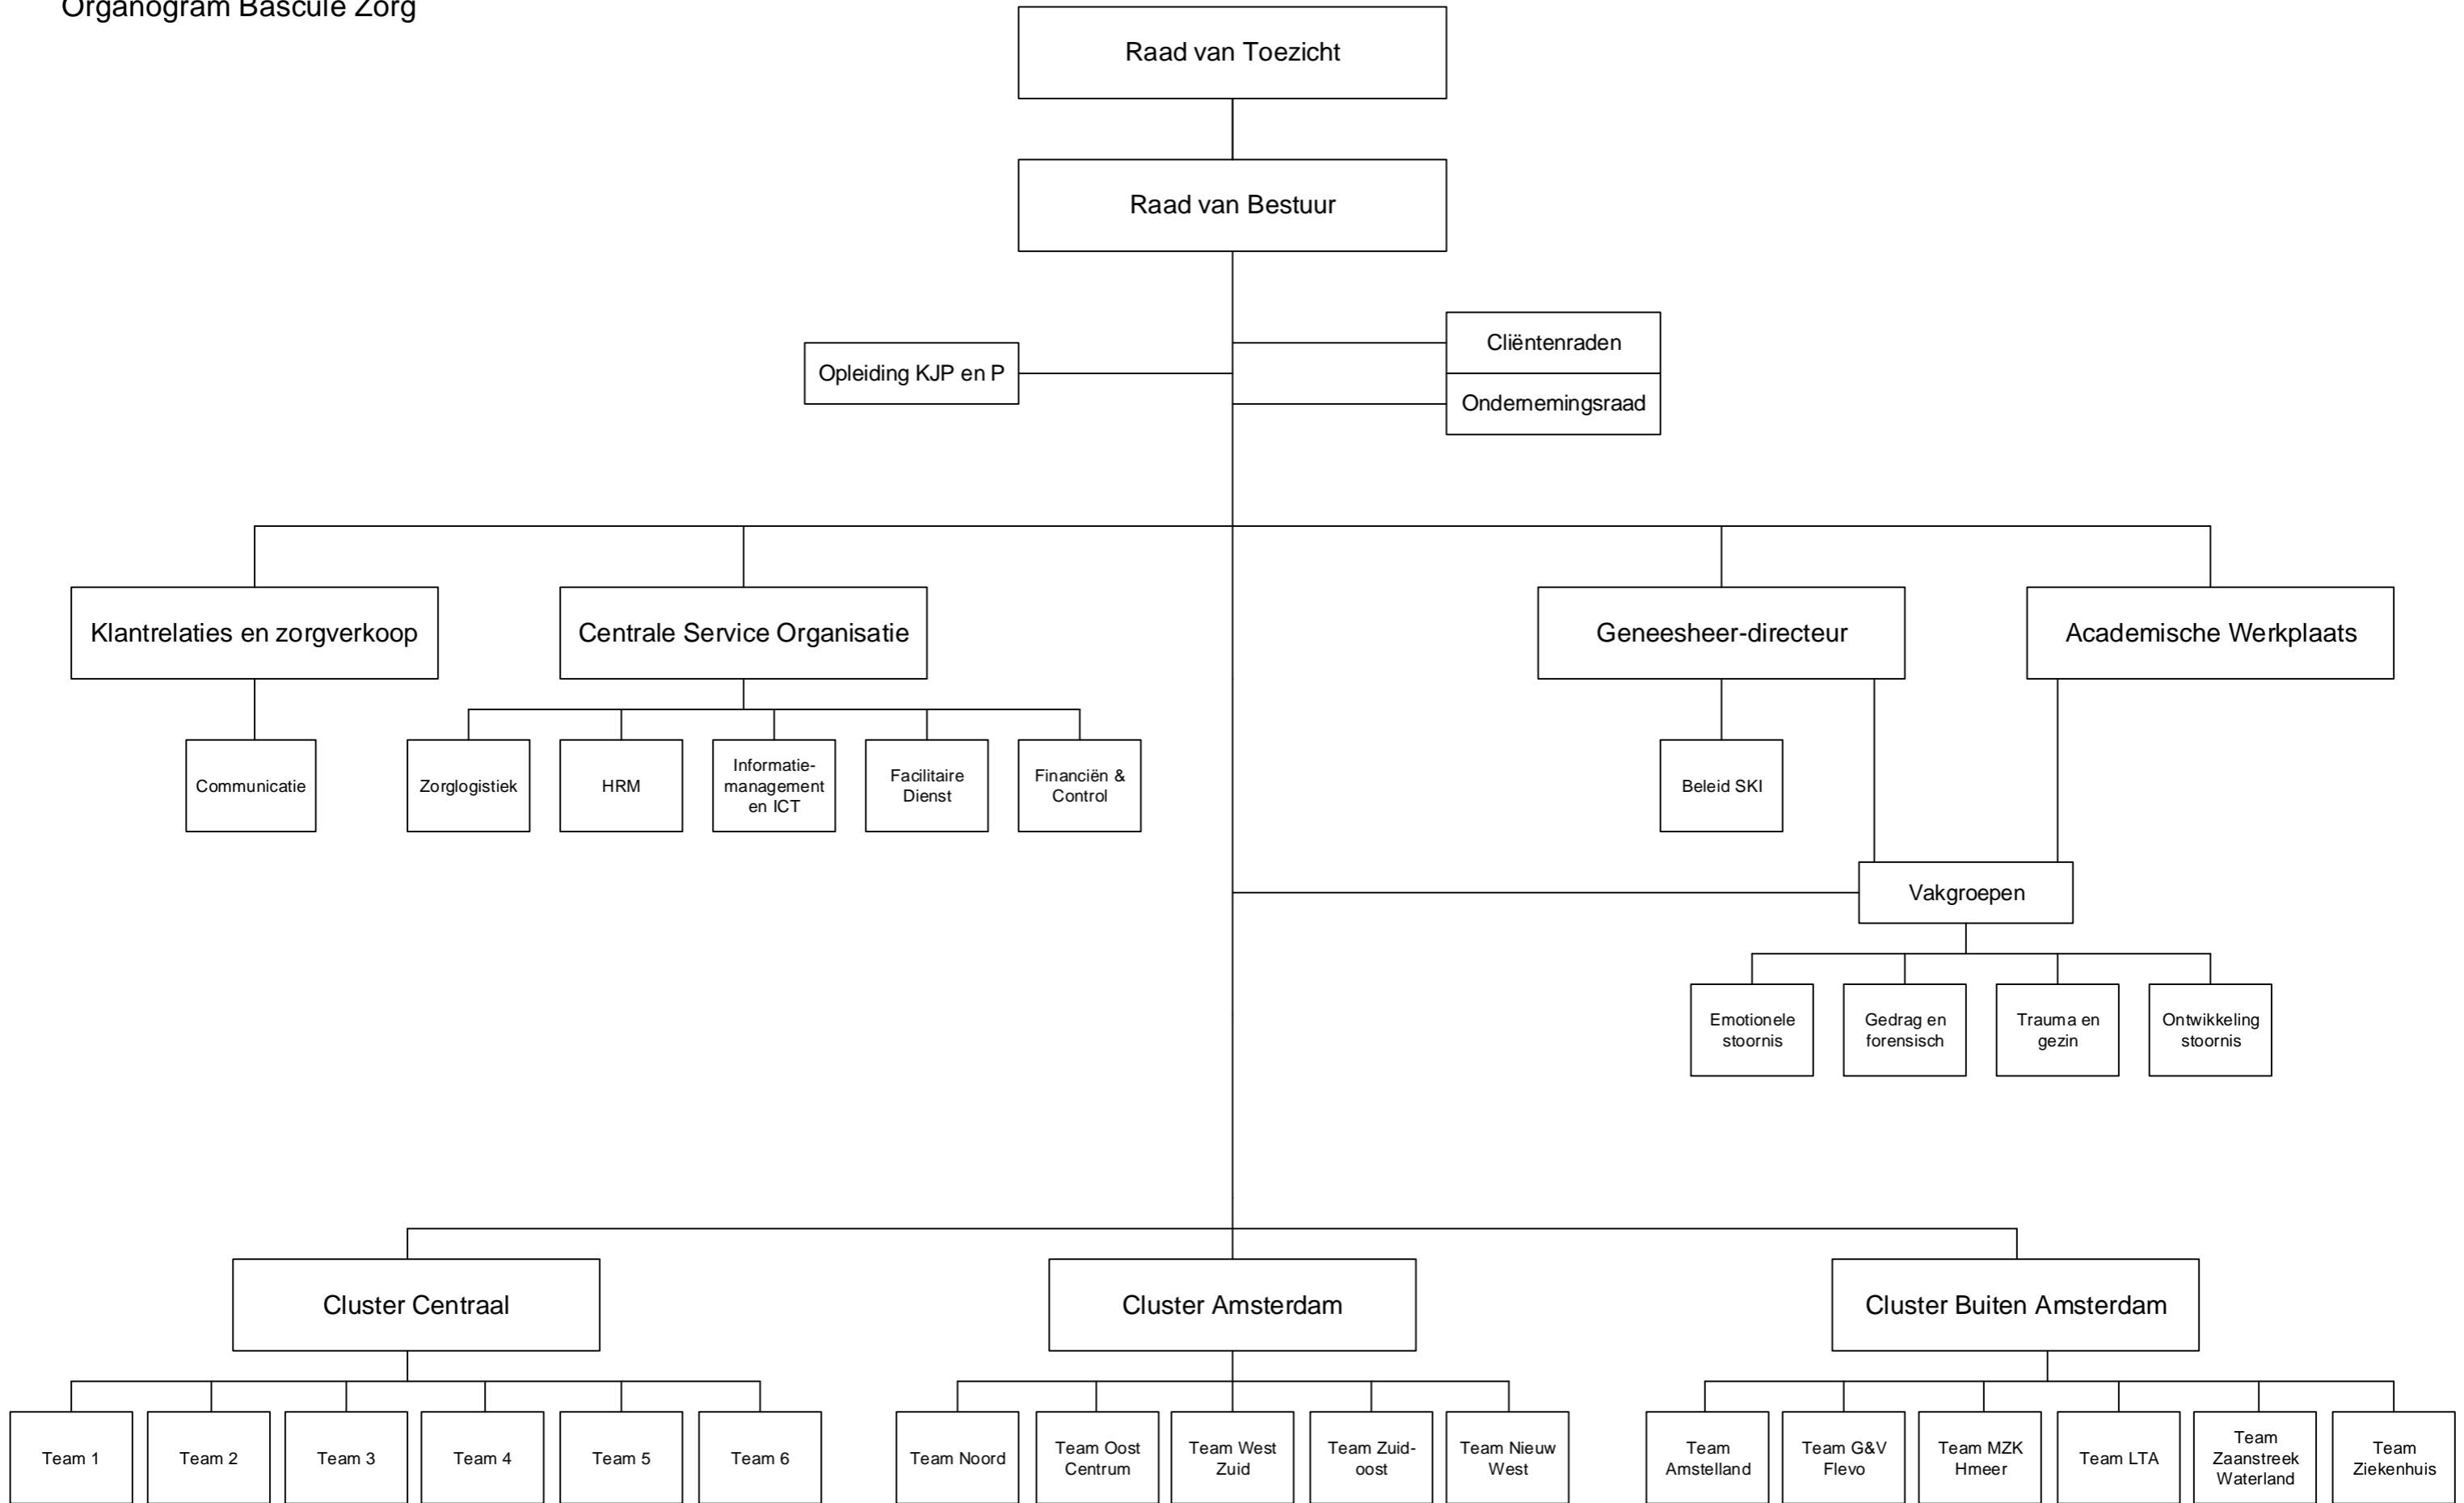 Organogram Bascule Zorg
Raad van Toezicht
Raad van Bestuur
Cliëntenraden
Opleiding KJP en P
Ondernemingsraad
Klantrelaties en zorgverkoop
Centrale Service Organisatie
Geneesheer-directeur
Academische Werkplaats
Communicatie
Zorglogistiek
HRM
Informatie-
management
en ICT
Facilitaire
Dienst
Financiën &
Control
Beleid SKI
Vakgroepen
Emotionele
stoornis
Gedrag en
forensisch
Trauma en
gezin
Ontwikkeling
stoornis
Cluster Centraal
Cluster Amsterdam
Cluster Buiten Amsterdam
Team 1
Team 2
Team 3
Team 4
Team 5
Team 6
Team Noord
Team Oost
Centrum
Team West
Zuid
Team Zuid-
oost
Team Nieuw
West
Team
Amstelland
Team G&V
Flevo
Team MZK
Hmeer
Team LTA
Team
Zaanstreek
Waterland
Team
Ziekenhuis